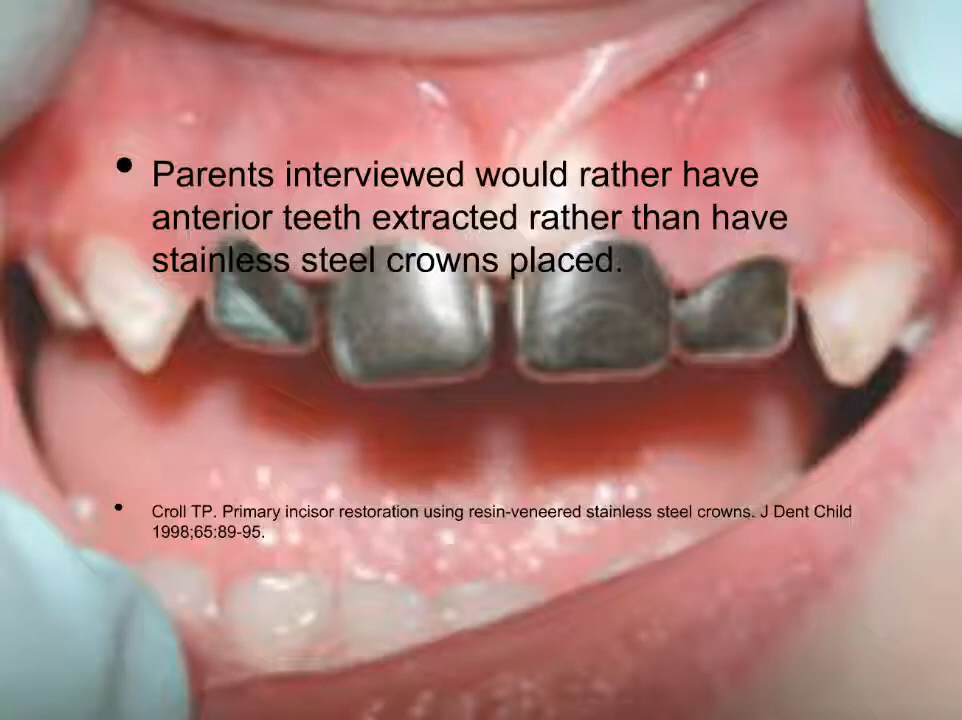 • Parents interviewed would rather have
anterior teeth extracted rather than have
stainless steel crowns placed.
• Croll TP. Primary incisor restoration using resin-veneered stainless steel crowns. J Dent Child
1998;65:89-95.